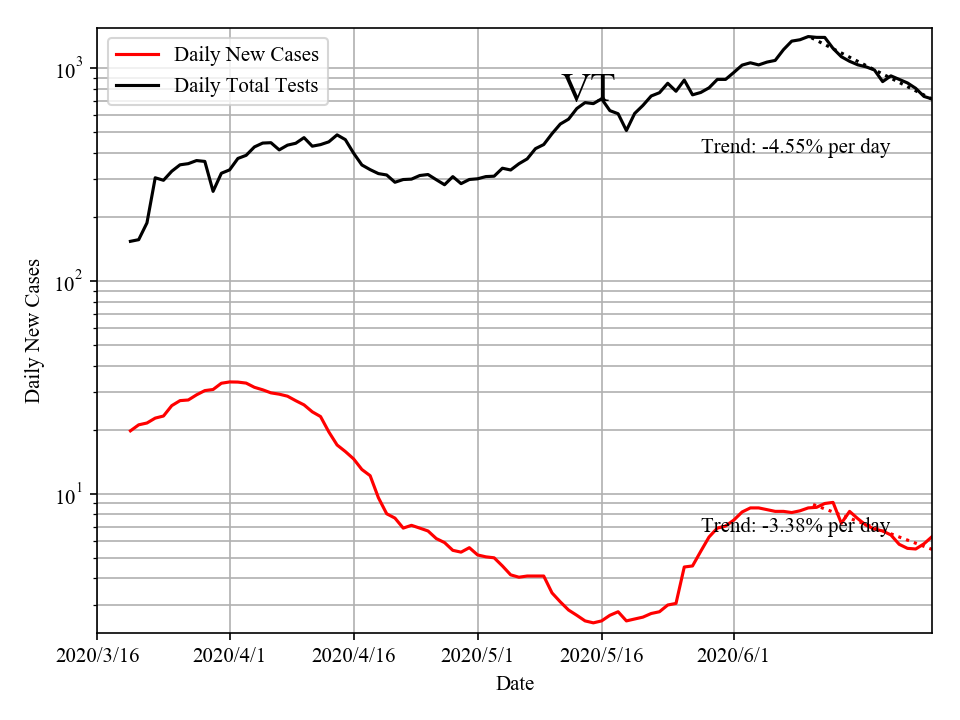 Daily New Cases
Daily Total Tests
VT
Trend: -4.55% per day
Trend: -3.38% per day
10³
10²
10¹
Daily New Cases
2020/3/16 2020/4/1 2020/4/16 2020/5/1 2020/5/16 2020/6/1
Date